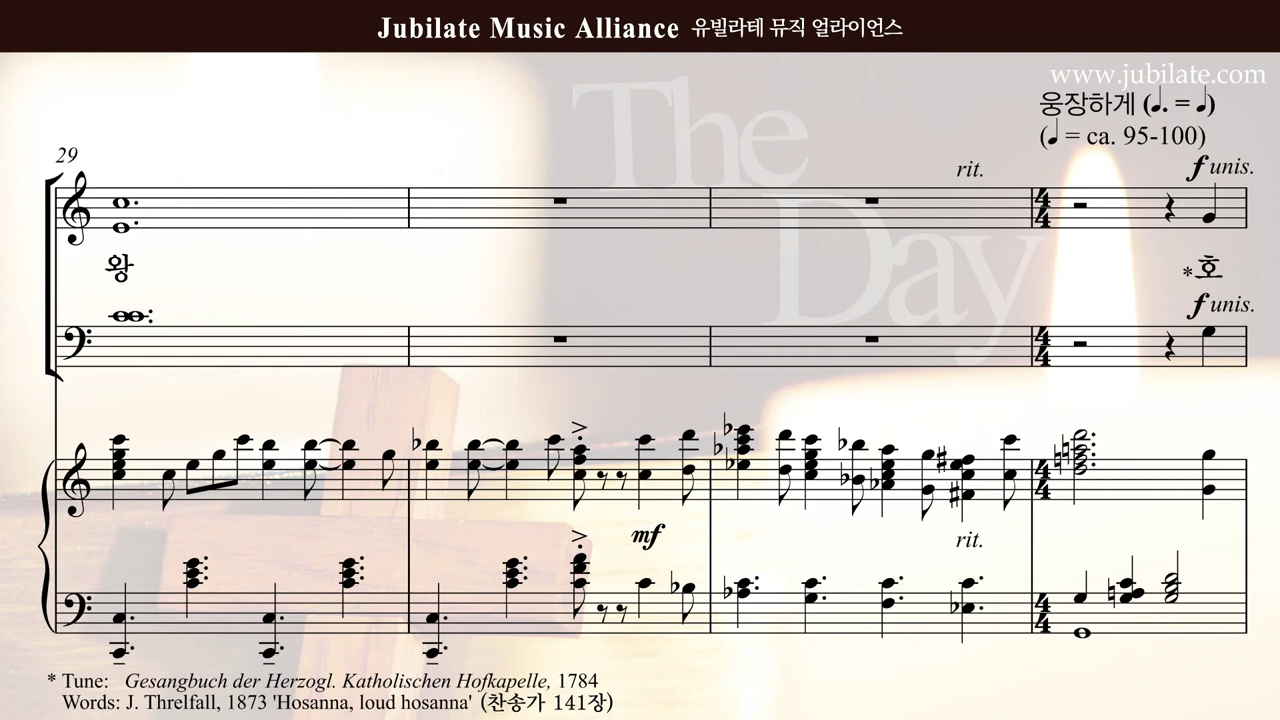 Jubilate Music Alliance 유빌라테 뮤직 얼라이언스
www.jubilate.com
The
Day
웅장하게 (♩. = ♩)
(♩ = ca. 95-100)
29
rit.
f unis.
왕
*호
f unis.
mf
rit.
* Tune: Gesangbuch der Herzogl. Katholischen Hofkapelle, 1784
Words: J. Threlfall, 1873 'Hosanna, loud hosanna' (찬송가 141장)